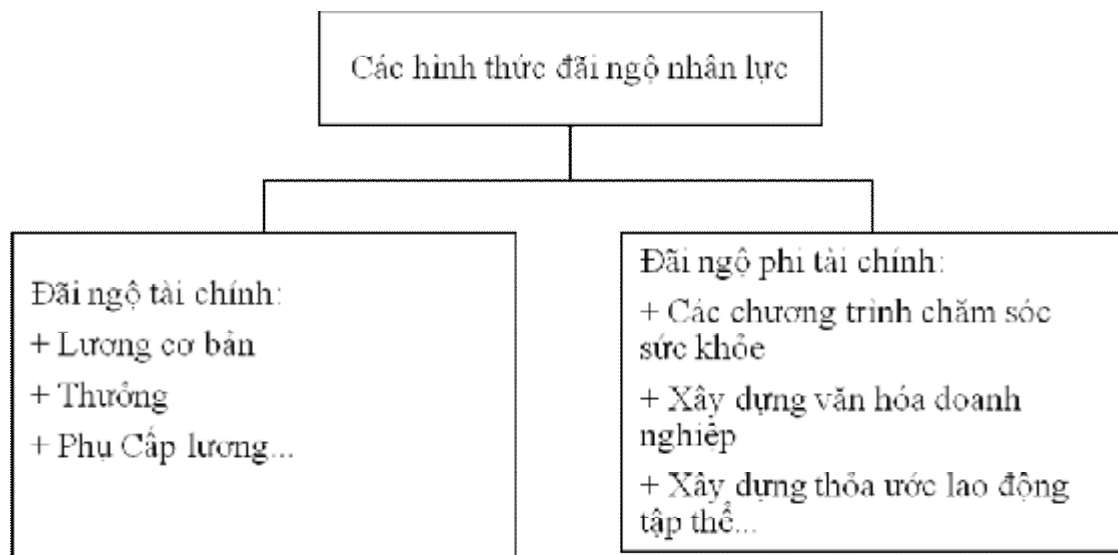 Các hình thức đãi ngộ nhân lực
Đãi ngộ tài chính:
+ Lương cơ bản
+ Thưởng
+ Phụ Cấp lương...
Đãi ngộ phi tài chính:
+ Các chương trình chăm sóc
sức khỏe
+ Xây dựng văn hóa doanh
nghiệp
+ Xây dựng thỏa ước lao động
tập thể...